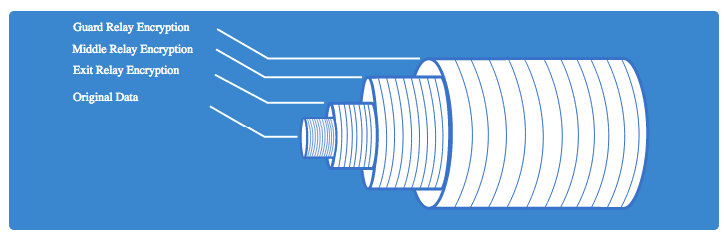 Guard Relay Encryption
Middle Relay Encryption
Exit Relay Encryption
Original Data